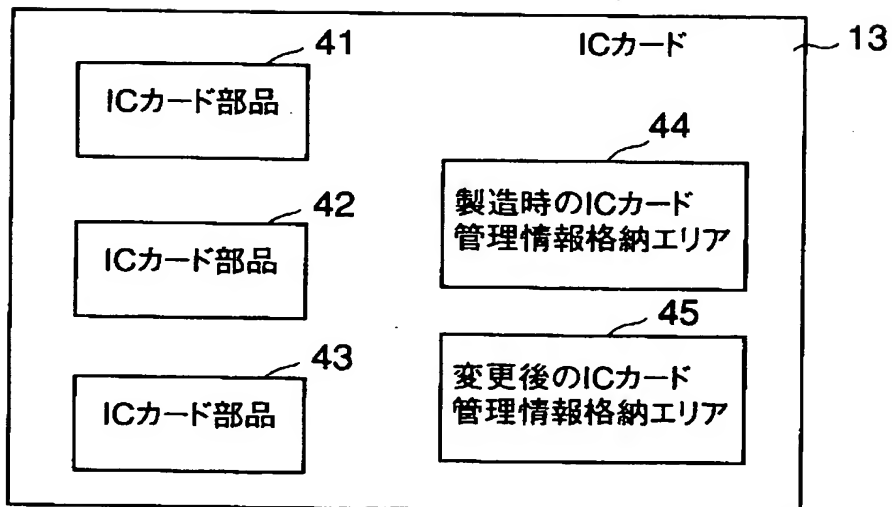 ICカード
13
41
ICカード部品
42
ICカード部品
43
ICカード部品
44
製造時のICカード
管理情報格納エリア
45
変更後のICカード
管理情報格納エリア